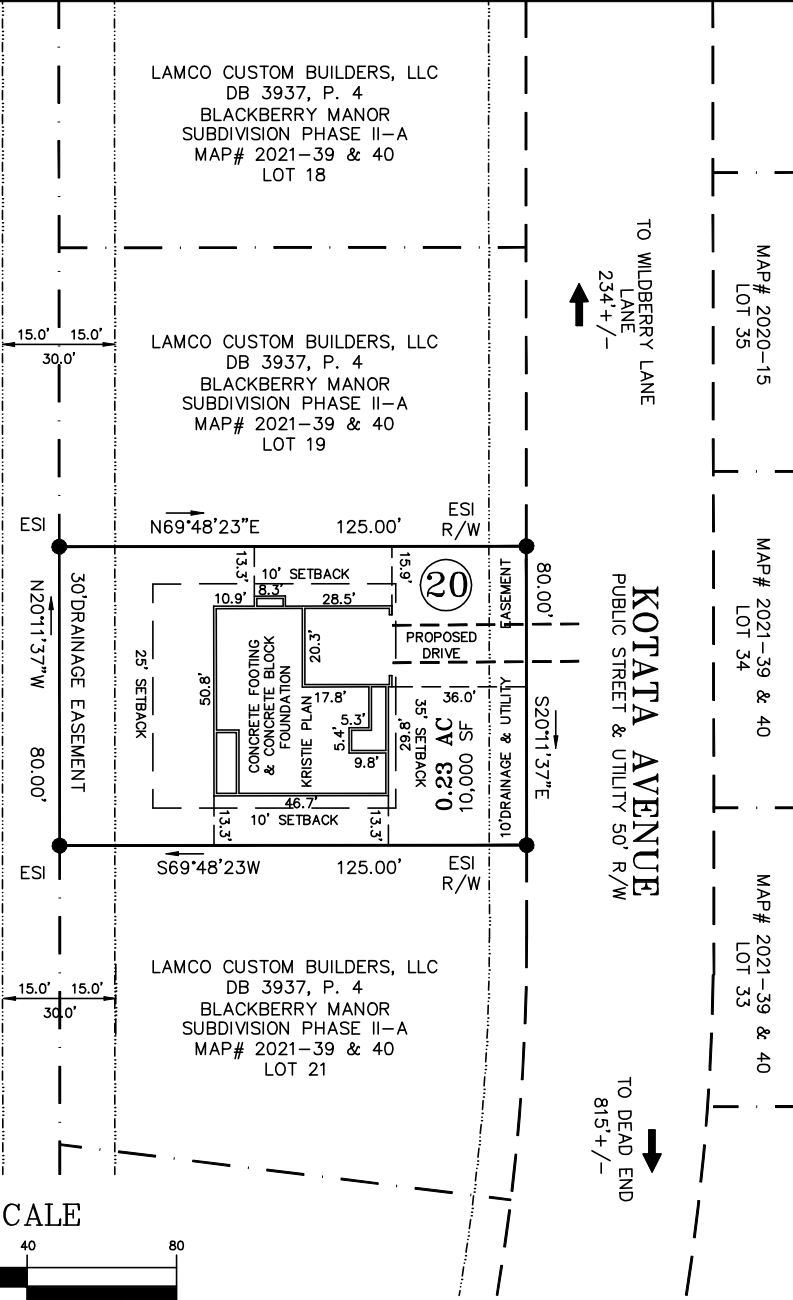 LAMCO CUSTOM BUILDERS, LLC
DB 3937, P. 4
BLACKBERRY MANOR
SUBDIVISION PHASE II-A
MAP# 2021-39 & 40
LOT 18
TO WILDBERRY LANE
LANE
234'+/-
MAP# 2020-15
LOT 35
15.0'
15.0'
30.0'
LAMCO CUSTOM BUILDERS, LLC
DB 3937, P. 4
BLACKBERRY MANOR
SUBDIVISION PHASE II-A
MAP# 2021-39 & 40
LOT 19
ESI
N69°48'23"E
125.00'
ESI
R/W
N20°11'37"W
80.00'
30'DRAINAGE EASEMENT
25' SETBACK
13.3'
10' SETBACK
15.9'
20
8.3'
10.9'
28.5'
50.8'
20.3'
PROPOSED
DRIVE
CONCRETE FOOTING
& CONCRETE BLOCK
FOUNDATION
KRISTIE PLAN
17.8'
36.0'
5.3'
5.4'
9.8'
29.8'
35' SETBACK
0.23 AC
10,000 SF
46.7'
10' SETBACK
13.3'
13.3'
10'DRAINAGE & UTILITY EASEMENT
80.00'
S20°11'37"E
KOTATA AVENUE
PUBLIC STREET & UTILITY 50' R/W
MAP# 2021-39 & 40
LOT 34
ESI
S69°48'23W
125.00'
ESI
R/W
MAP# 2021-39 & 40
LOT 33
LAMCO CUSTOM BUILDERS, LLC
DB 3937, P. 4
BLACKBERRY MANOR
SUBDIVISION PHASE II-A
MAP# 2021-39 & 40
LOT 21
15.0'
15.0'
30.0'
TO DEAD END
815'+/-
CALE
40
80